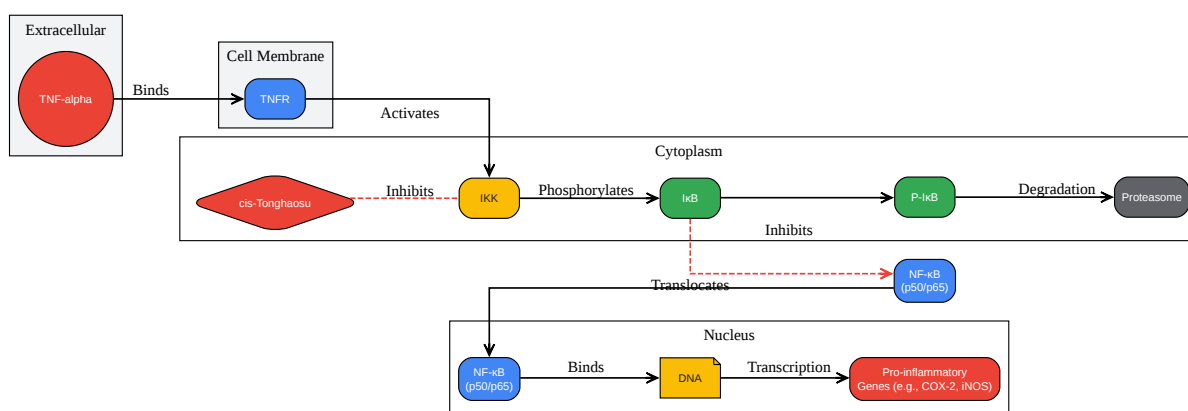 Extracellular
TNF-alpha
Binds
Cell Membrane
TNFR
Activates
Cytoplasm
cis-Tonghaosu
Inhibits
IKK
Phosphorylates
IκB
P-IκB
Degradation
Proteasome
Inhibits
NF-κB
(p50/p65)
Translocates
Nucleus
NF-κB
(p50/p65)
Binds
DNA
Transcription
Pro-inflammatory
Genes (e.g., COX-2, iNOS)